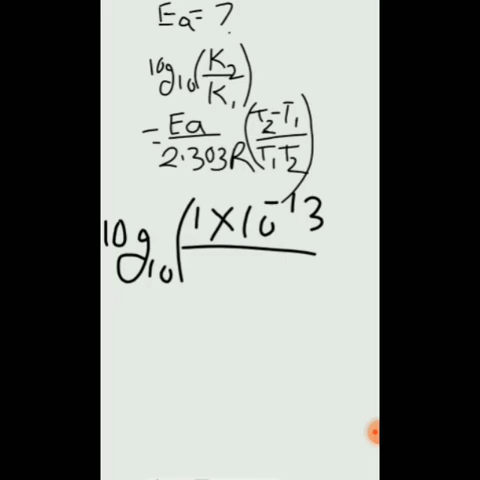 Ea = ?
log₁₀(K₂/K₁)
= Ea/2.303R (T₂-T₁/T₁T₂)
log₁₀(1×10⁻¹³